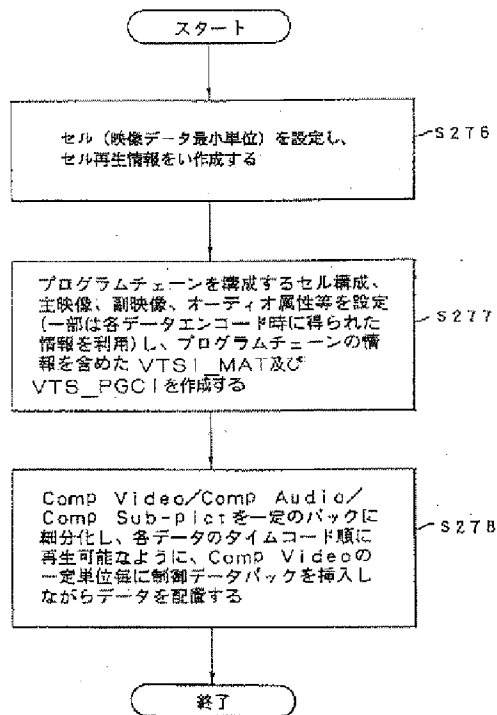 スタート
セル（映像データ最小単位）を設定し、
セル再生情報をい作成する
S276
プログラムチェーンを構成するセル構成、
主映像、副映像、オーディオ属性等を設定
(一部は各データエンコード時に得られた
情報を利用)し、プログラムチェーンの情
報を含めた VTSI_MAT及び
VTS_PGCIを作成する
S277
Comp Video/Comp Audio/
Comp Sub-pictを一定のパックに
細分化し、各データのタイムコード順に
再生可能なように、Comp Videoの
一定単位毎に制御データパックを挿入し
ながらデータを配置する
S278
終了